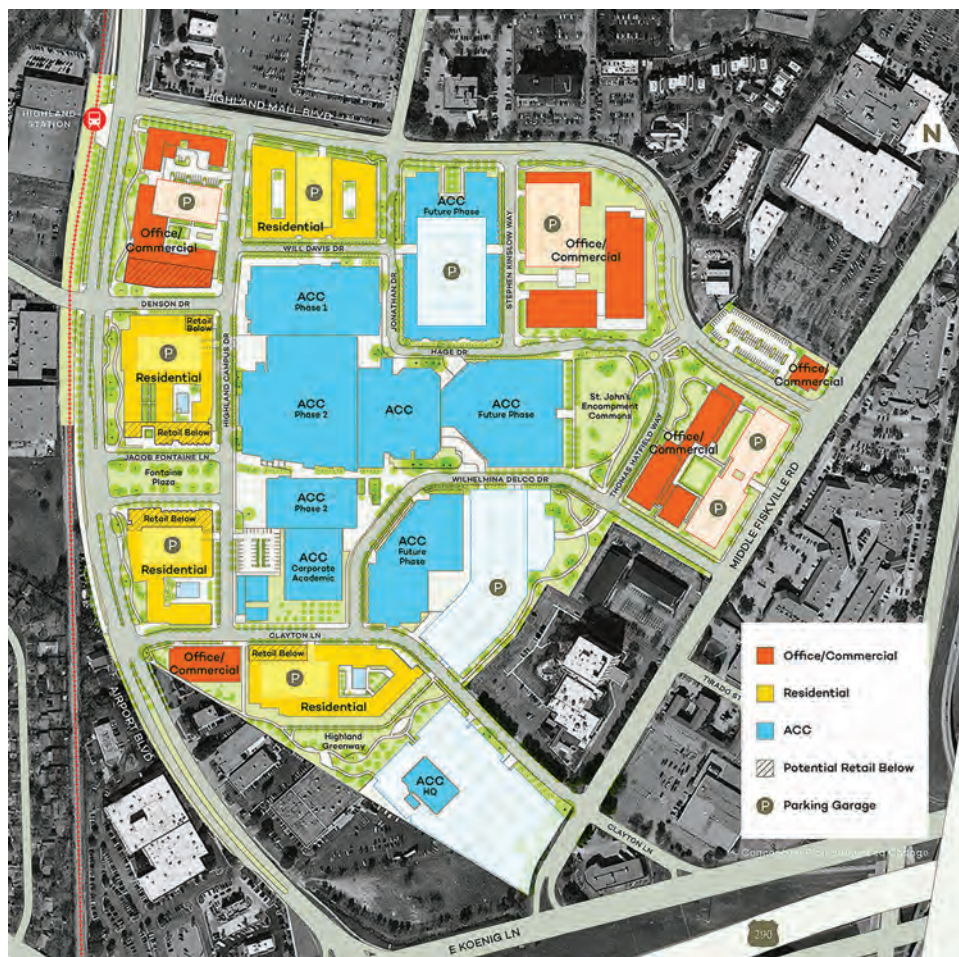 HIGHLAND MALL BLVD
HIGHLAND
STATION
N
P
Office/
Commercial
P
Residential
ACC
Future Phase
P
STEPHEN KINSLOW WAY
P
Office/
Commercial
WILL DAVIS DR
JONATHAN DR
DENSON DR
ACC
Phase 1
HAGE DR
Retail
Below
P
Residential
Retail Below
HIGHLAND CAMPUS DR
ACC
Phase 2
ACC
ACC
Future Phase
St. John's
Encampment
Commons
THOMAS HATFIELD WAY
Office/
Commercial
Office/
Commercial
P
P
MIDDLE FISKVILLE RD
JACOB FONTAINE LN
Fontaine
Plaza
WILHELMINA DELCO DR
Retail Below
P
Residential
ACC
Phase 2
ACC
Corporate
Academic
ACC
Future
Phase
P
CLAYTON LN
Office/
Commercial
Retail Below
P
Residential
Highland
Greenway
ACC
HQ
AIRPORT BLVD
TIRADO ST
CLAYTON LN
E KOENIG LN
290
Office/Commercial
Residential
ACC
Potential Retail Below
P
Parking Garage